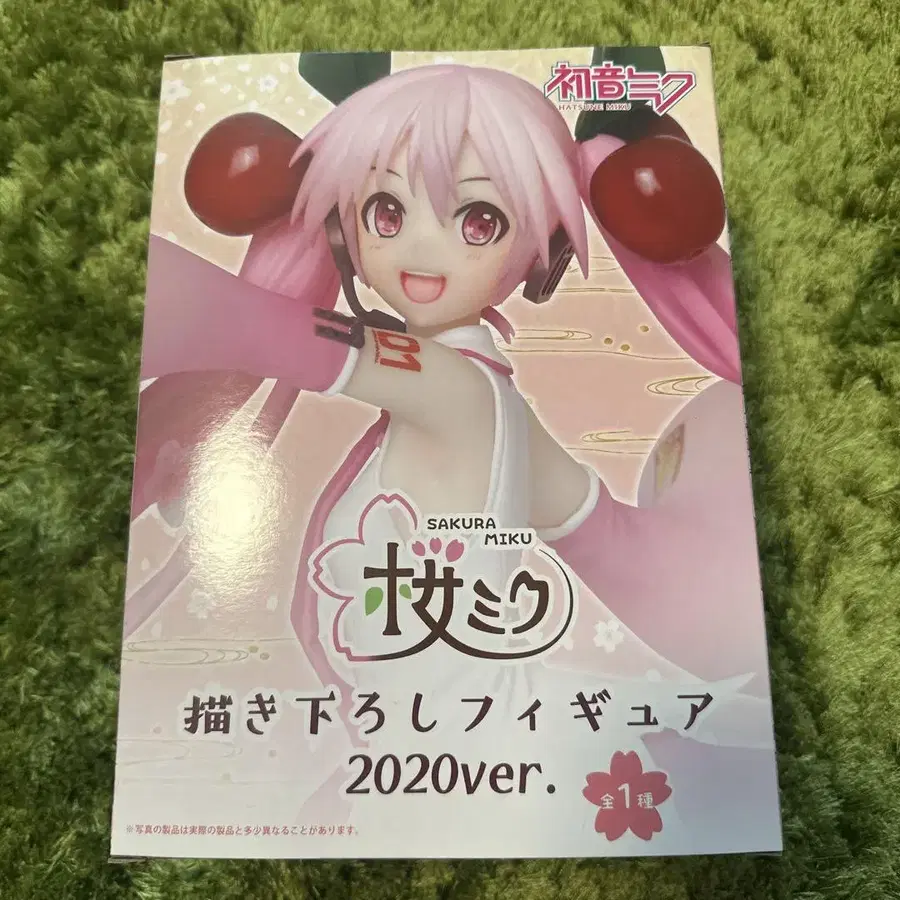 初音ミク
HATSUNE MIKU
01
SAKURA
MIKU
桜ミク
描き下ろしフィギュア
2020ver.
全1種
※写真の製品は実際の製品と多少異なることがあります。